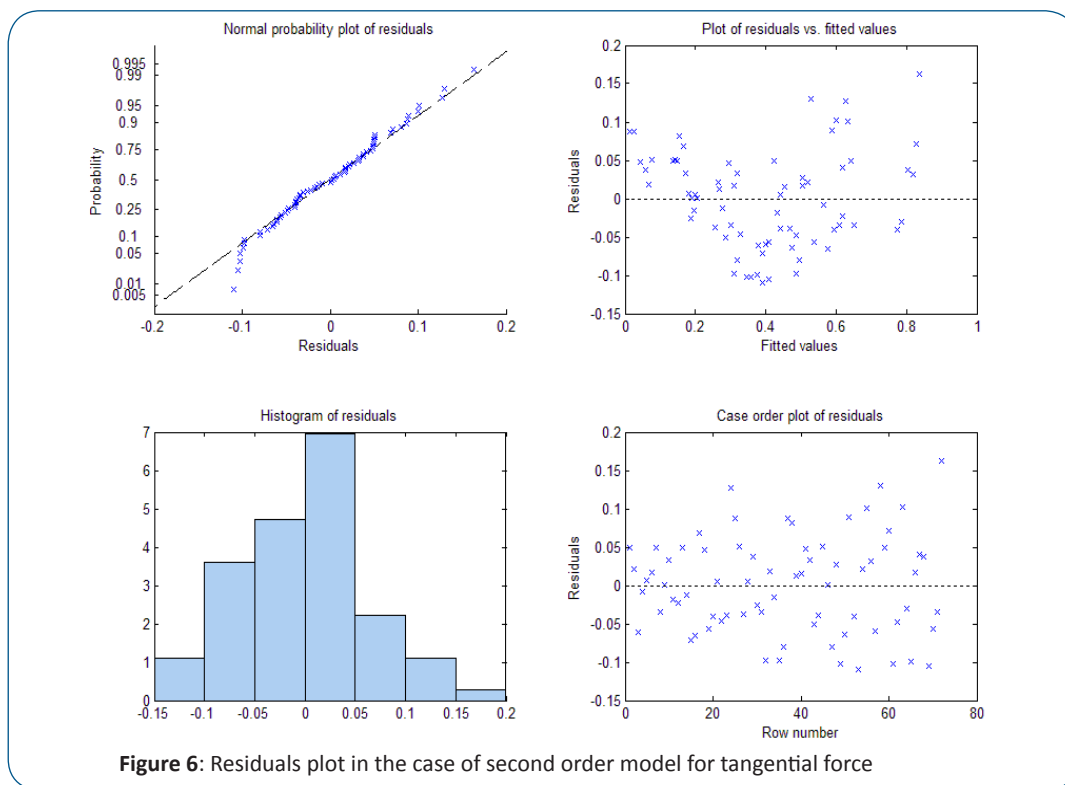 Normal probability plot of residuals
0.995
0.99
0.95
0.9
0.75
0.5
0.25
0.1
0.05
0.01
0.005
Probability
-0.2 -0.1 0 0.1 0.2
Residuals
Plot of residuals vs. fitted values
0.2
0.15
0.1
0.05
0
-0.05
-0.1
-0.15
Residuals
0 0.2 0.4 0.6 0.8 1
Fitted values
Histogram of residuals
7
6
5
4
3
2
1
0
-0.15 -0.1 -0.05 0 0.05 0.1 0.15 0.2
Case order plot of residuals
0.2
0.15
0.1
0.05
0
-0.05
-0.1
-0.15
Residuals
0 20 40 60 80
Row number
Figure 6: Residuals plot in the case of second order model for tangential force